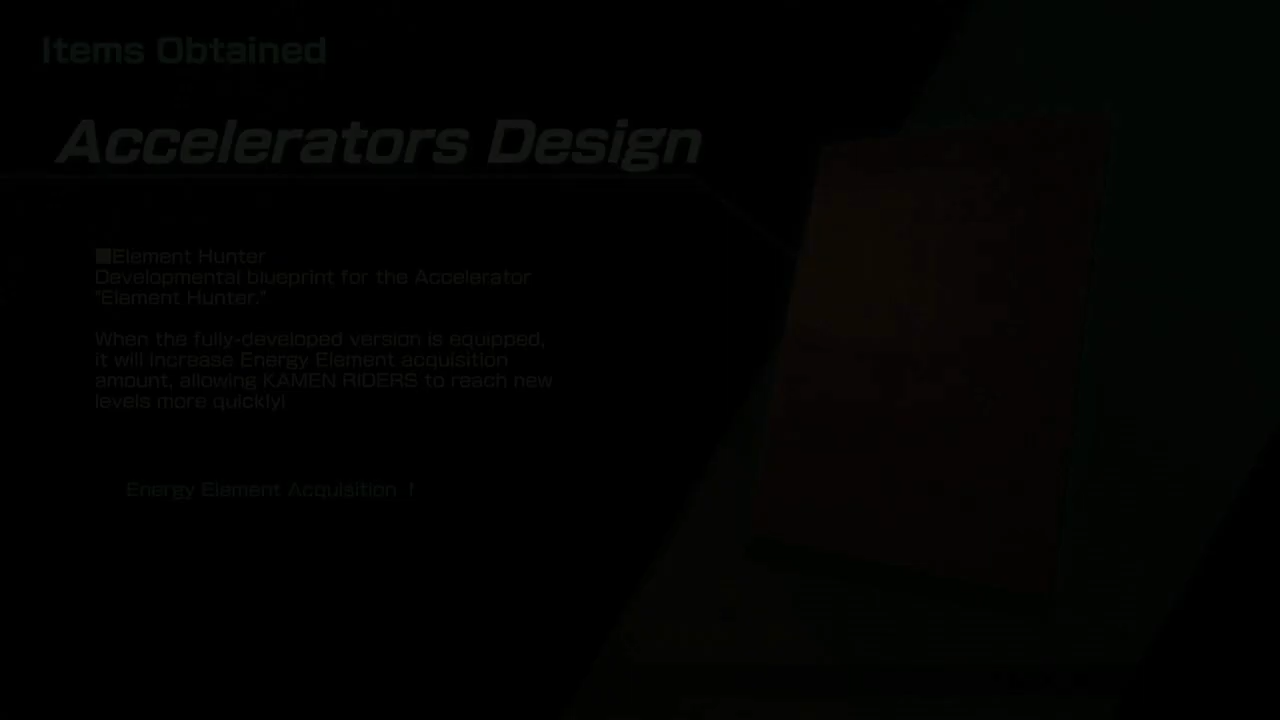 Items Obtained
Accelerators Design
■Element Hunter
Developmental blueprint for the Accelerator
"Element Hunter."
When the fully-developed version is equipped,
it will increase Energy Element acquisition
amount, allowing KAMEN RIDERS to reach new
levels more quickly!
Energy Element Acquisition ↑